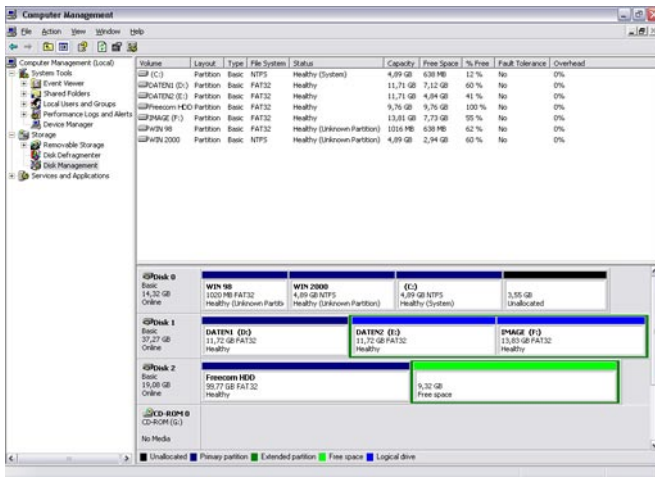 Computer Management
File Action View Window Help
Computer Management (Local)
System Tools
Event Viewer
Shared Folders
Local Users and Groups
Performance Logs and Alerts
Device Manager
Storage
Removable Storage
Disk Defragmenter
Disk Management
Services and Applications
Volume Layout Type File System Status Capacity Free Space % Free Fault Tolerance Overhead
(C:) Partition Basic NTFS Healthy (System) 4,89 GB 638 MB 12 % No 0%
DATEN1 (D:) Partition Basic FAT32 Healthy 11,71 GB 7,12 GB 60 % No 0%
DATEN2 (E:) Partition Basic FAT32 Healthy 11,71 GB 4,84 GB 41 % No 0%
Freecom HDD Partition Basic FAT32 Healthy 9,76 GB 9,76 GB 100 % No 0%
IMAGE (F:) Partition Basic FAT32 Healthy 13,81 GB 7,73 GB 55 % No 0%
WIN 98 Partition Basic FAT32 Healthy (Unknown Partition) 1016 MB 638 MB 62 % No 0%
WIN 2000 Partition Basic NTFS Healthy (Unknown Partition) 4,89 GB 2,94 GB 60 % No 0%
Disk 0
Basic
14,32 GB
Online
WIN 98
1020 MB FAT32
Healthy (Unknown Partitio
WIN 2000
4,89 GB NTFS
Healthy (Unknown Partition)
(C:)
4,89 GB NTFS
Healthy (System)
3,55 GB
Unallocated
Disk 1
Basic
37,27 GB
Online
DATEN1 (D:)
11,72 GB FAT32
Healthy
DATEN2 (E:)
11,72 GB FAT32
Healthy
IMAGE (F:)
13,83 GB FAT32
Healthy
Disk 2
Basic
19,08 GB
Online
Freecom HDD
99,77 GB FAT32
Healthy
9,32 GB
Free space
CD-ROM 0
CD-ROM (G:)
No Media
Unallocated Primary partition Extended partition Free space Logical drive